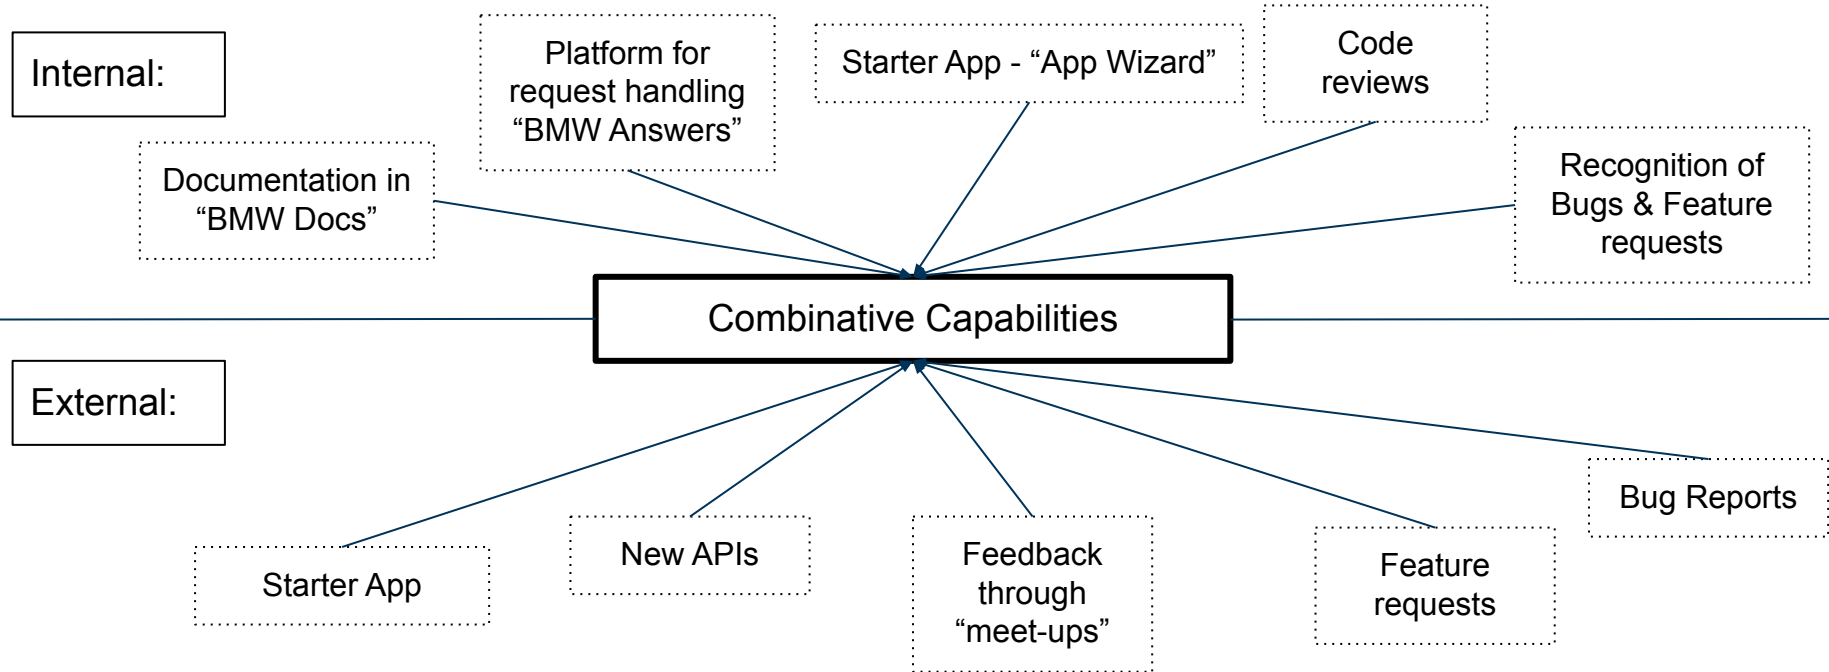 Internal:
Platform for
request handling
“BMW Answers”
Starter App - “App Wizard”
Code
reviews
Documentation in
“BMW Docs”
Recognition of
Bugs & Feature
requests
Combinative Capabilities
External:
Starter App
New APIs
Feedback
through
“meet-ups”
Feature
requests
Bug Reports